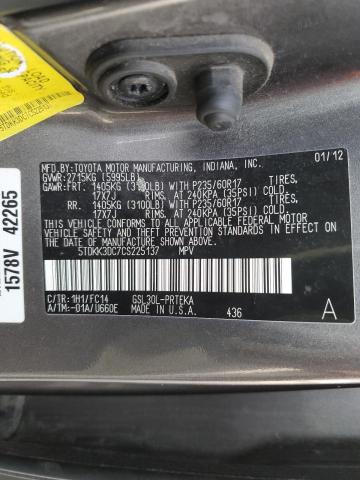 LOAD
5TDKK3DC7CS225137
MFD.BY:TOYOTA MOTOR MANUFACTURING, INDIANA, INC. 01/12
GVWR:2715KG (5995LB)
GAWR:FRT. 1405KG (3100LB) WITH P235/60R17 TIRES,
17X7J RIMS, AT 240KPA (35PSI) COLD.
RR. 1405KG (3100LB) WITH P235/60R17 TIRES,
17X7J RIMS, AT 240KPA (35PSI) COLD.
THIS VEHICLE CONFORMS TO ALL APPLICABLE FEDERAL MOTOR
VEHICLE SAFETY AND THEFT PREVENTION STANDARDS IN EFFECT
ON THE DATE OF MANUFACTURE SHOWN ABOVE.
5TDKK3DC7CS225137 MPV
C/TR: 1H1/FC14 GSL30L-PRTEKA
A/TM:-01A/U660E MADE IN U.S.A. 436 A
1578V 42265